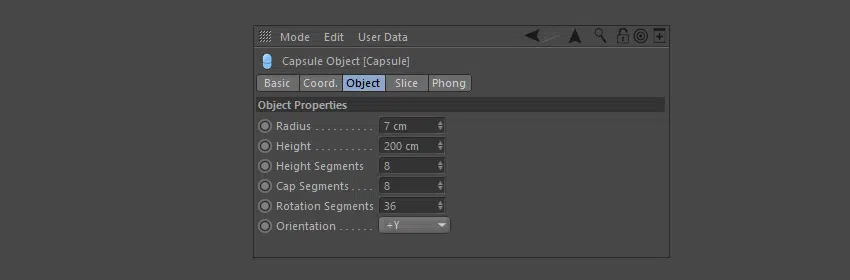 Mode Edit User Data
Capsule Object [Capsule]
Basic Coord. Object Slice Phong
Object Properties
Radius . . . . . . . . . . 7 cm
Height . . . . . . . . . . 200 cm
Height Segments 8
Cap Segments . . . . 8
Rotation Segments 36
Orientation . . . . . . +Y